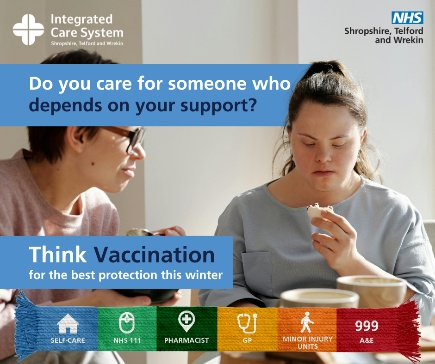 Integrated
Care System
Shropshire, Telford and Wrekin
NHS
Shropshire, Telford
and Wrekin
Do you care for someone who
depends on your support?
Think Vaccination
for the best protection this winter
SELF-CARE
NHS 111
PHARMACIST
GP
MINOR INJURY
UNITS
999
A&E